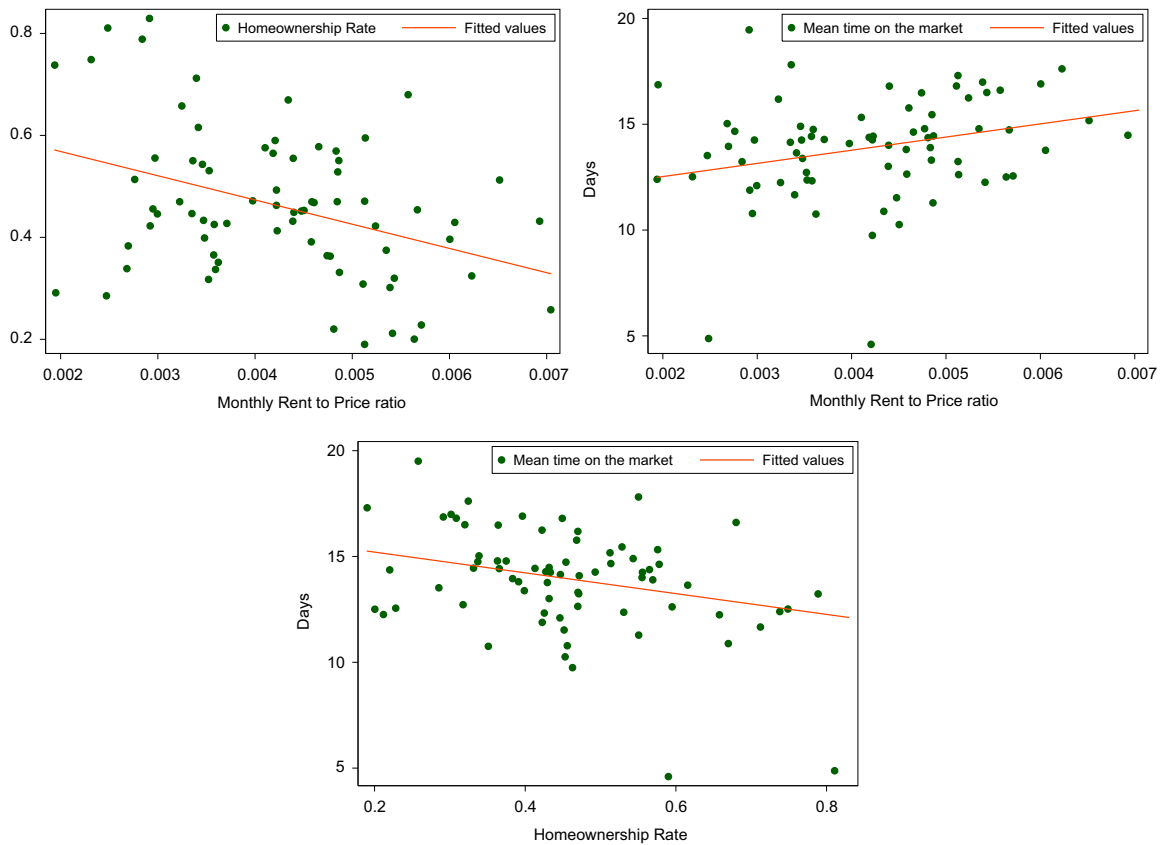 Homeownership Rate Fitted values
0.8
0.6
0.4
0.2
0.002 0.003 0.004 0.005 0.006 0.007
Monthly Rent to Price ratio
Mean time on the market Fitted values
20
15
10
5
Days
0.002 0.003 0.004 0.005 0.006 0.007
Monthly Rent to Price ratio
Mean time on the market Fitted values
20
15
10
5
Days
0.2 0.4 0.6 0.8
Homeownership Rate